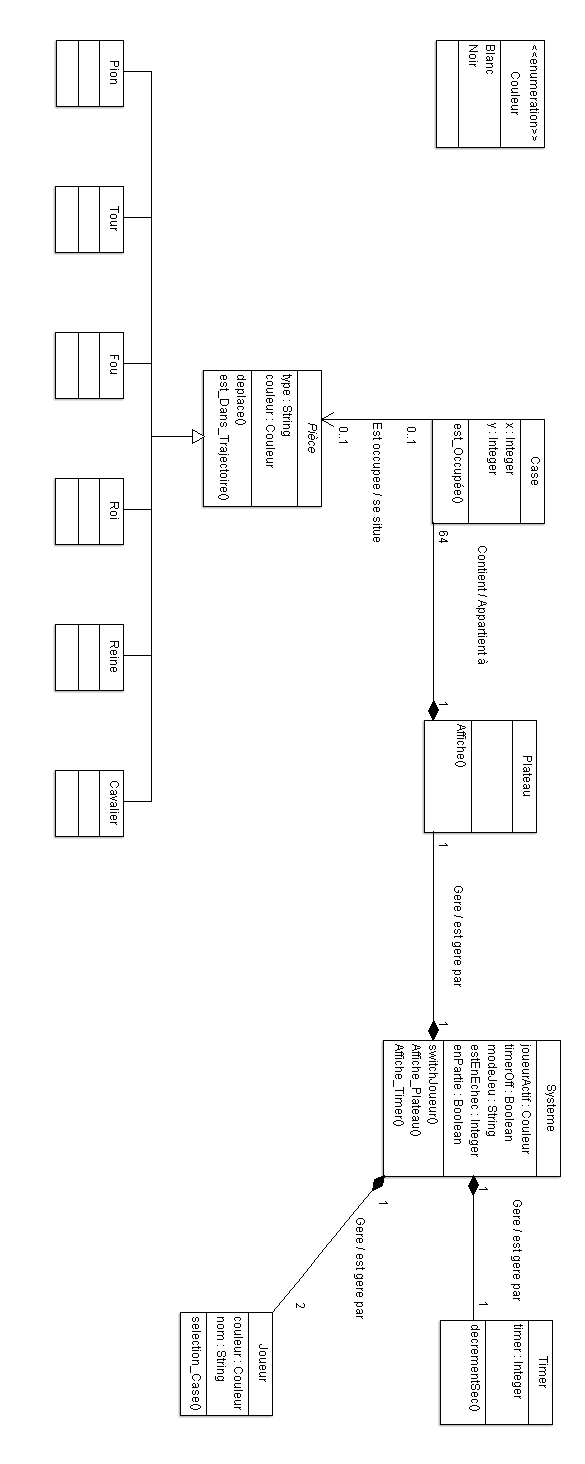 <<enumeration>>
Couleur
Blanc
Noir
Case
x : Integer
y : Integer
est_Occupée()
64
Contient / Appartient à
1
Plateau
Affiche()
1
Gere / est gere par
1
Systeme
joueurActif : Couleur
timerOff : Boolean
modeJeu : String
estEnEchec : Integer
enPartie : Boolean
switchJoueur()
Affiche_Plateau()
Affiche_Timer()
1
Gere / est gere par
1
Timer
timer : Integer
decrementSec()
1
Gere / est gere par
2
Joueur
couleur : Couleur
nom : String
selection_Case()
0..1
Est occupee / se situe
0..1
Pièce
type : String
couleur : Couleur
deplace()
est_Dans_Trajectoire()
Pion
Tour
Fou
Roi
Reine
Cavalier